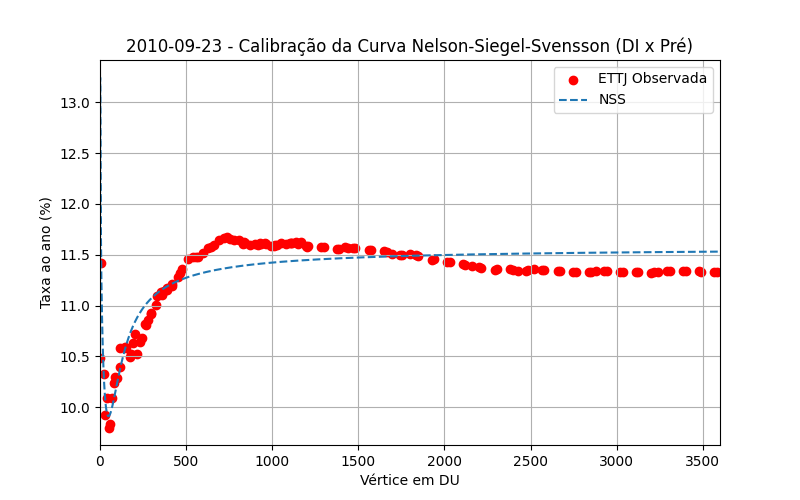 2010-09-23 - Calibração da Curva Nelson-Siegel-Svensson (DI x Pré)
ETTJ Observada
NSS
Taxa ao ano (%)
13.0
12.5
12.0
11.5
11.0
10.5
10.0
0 500 1000 1500 2000 2500 3000 3500
Vértice em DU